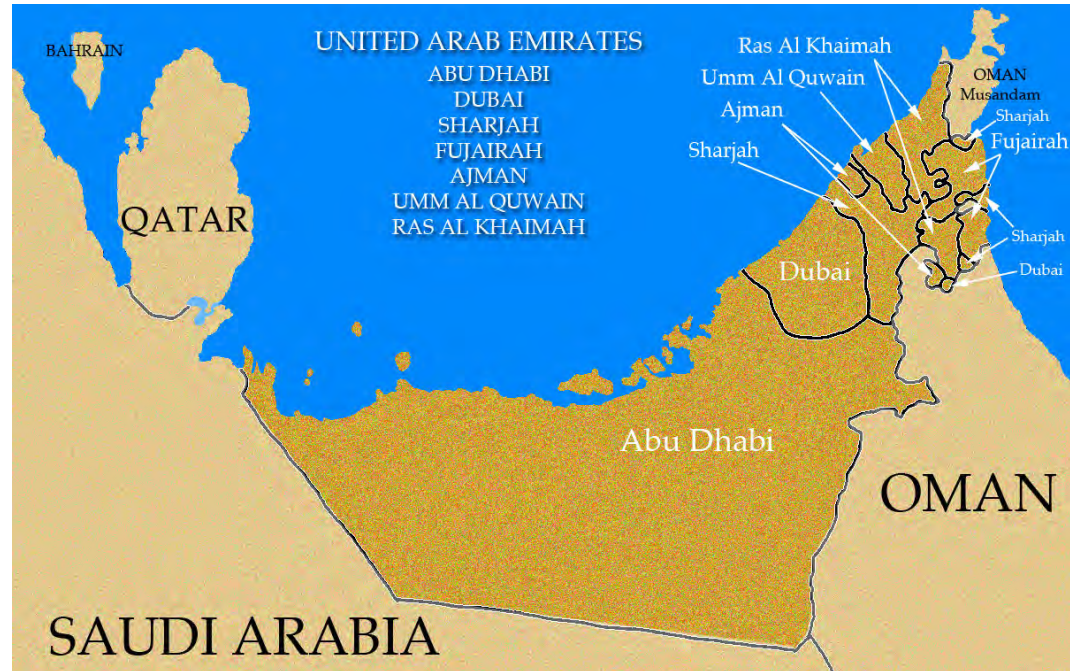 BAHRAIN
UNITED ARAB EMIRATES
ABU DHABI
DUBAI
SHARJAH
FUJAIRAH
AJMAN
UMM AL QUWAIN
RAS AL KHAIMAH
QATAR
Ras Al Khaimah
Umm Al Quwain
Ajman
Sharjah
OMAN
Musandam
Sharjah
Fujairah
Sharjah
Dubai
Dubai
Abu Dhabi
OMAN
SAUDI ARABIA